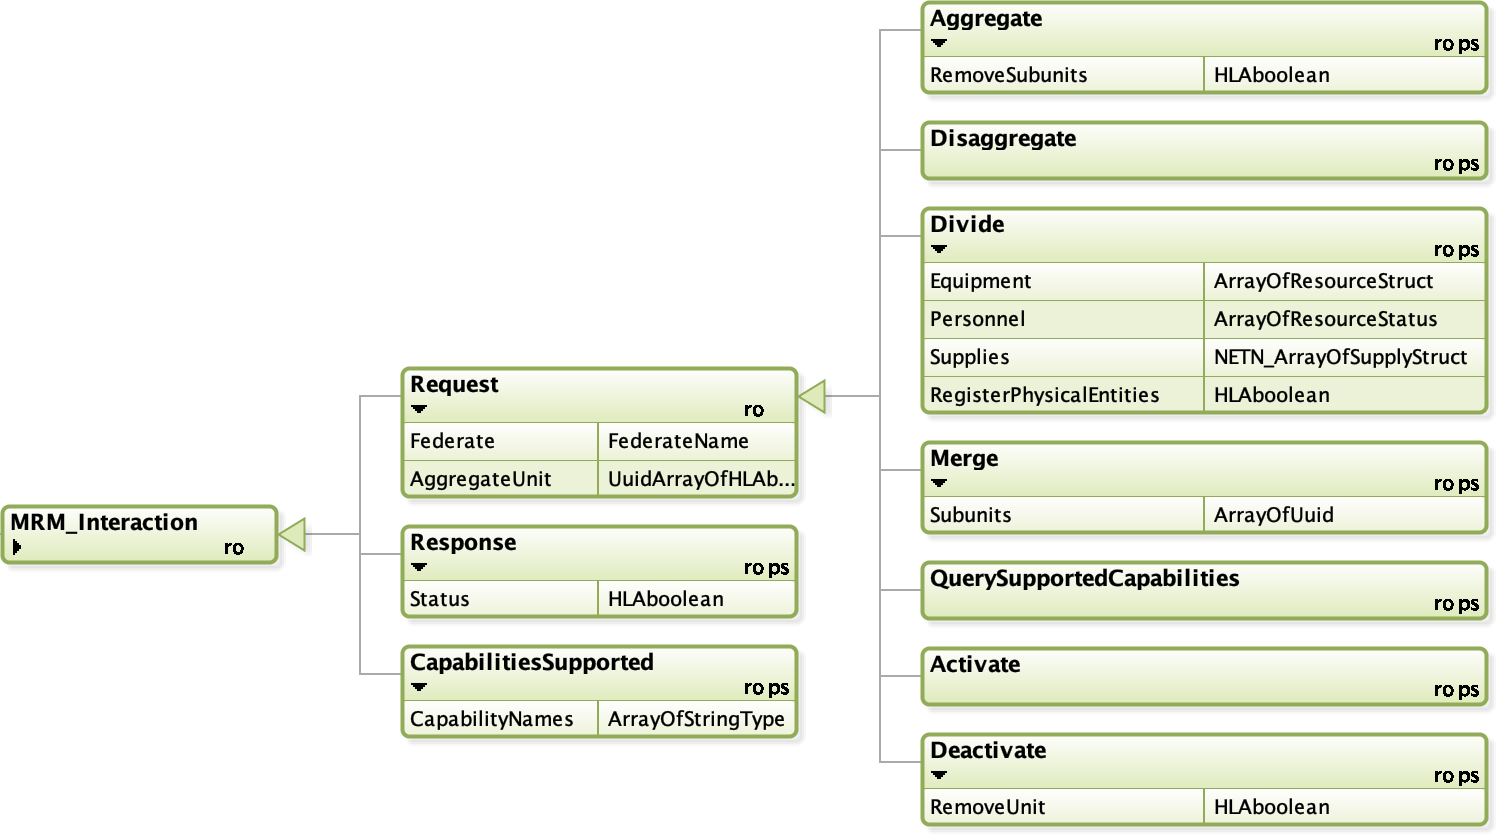 MRM_Interaction
ro
Request
ro
Federate FederateName
AggregateUnit UuidArrayOfHLAb...
Response
ro ps
Status HLAboolean
CapabilitiesSupported
ro ps
CapabilityNames ArrayOfStringType
Aggregate
ro ps
RemoveSubunits HLAboolean
Disaggregate
ro ps
Divide
ro ps
Equipment ArrayOfResourceStruct
Personnel ArrayOfResourceStatus
Supplies NETN_ArrayOfSupplyStruct
RegisterPhysicalEntities HLAboolean
Merge
ro ps
Subunits ArrayOfUuid
QuerySupportedCapabilities
ro ps
Activate
ro ps
Deactivate
ro ps
RemoveUnit HLAboolean